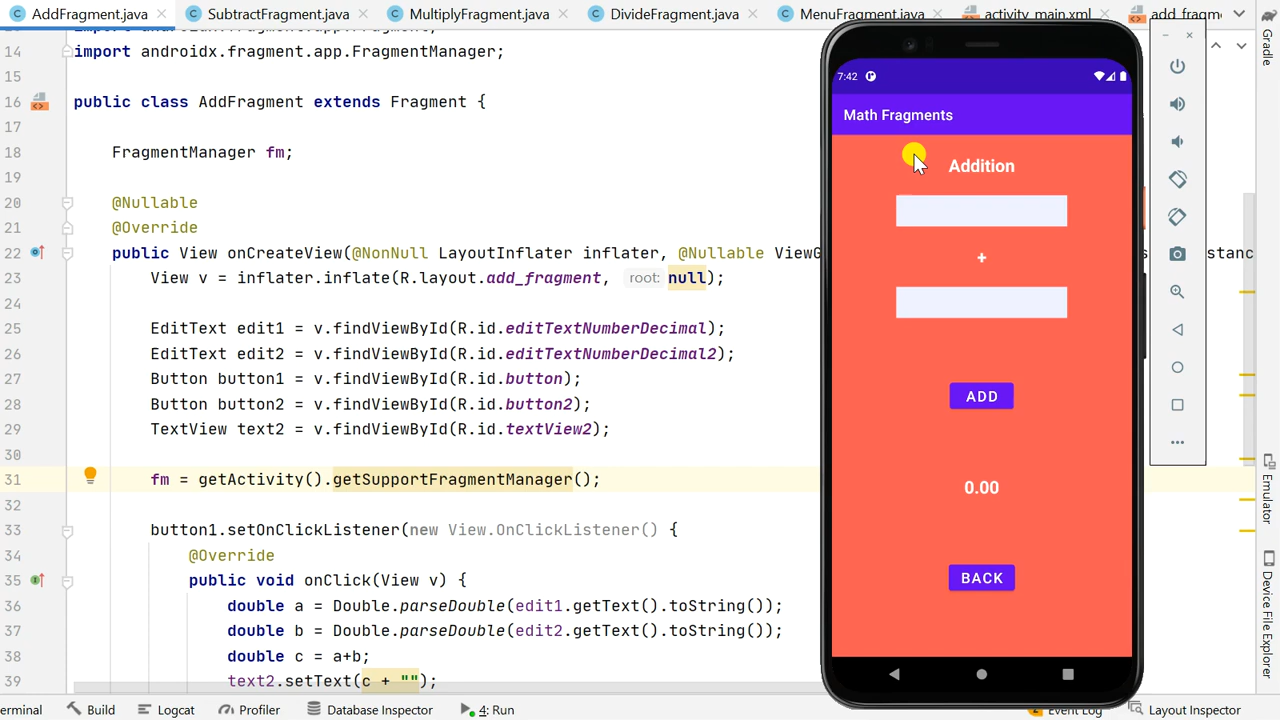 AddFragment.java
SubtractFragment.java
MultiplyFragment.java
DivideFragment.java
MenuFragment.java
activity_main.xml
add_fragm
14 import androidx.fragment.app.FragmentManager;
15
16 public class AddFragment extends Fragment {
17
18 FragmentManager fm;
19
20 @Nullable
21 @Override
22 public View onCreateView(@NonNull LayoutInflater inflater, @Nullable ViewG
stanc
23 View v = inflater.inflate(R.layout.add_fragment, root: null);
24
25 EditText edit1 = v.findViewById(R.id.editTextNumberDecimal);
26 EditText edit2 = v.findViewById(R.id.editTextNumberDecimal2);
27 Button button1 = v.findViewById(R.id.button);
28 Button button2 = v.findViewById(R.id.button2);
29 TextView text2 = v.findViewById(R.id.textView2);
30
31 fm = getActivity().getSupportFragmentManager();
32
33 button1.setOnClickListener(new View.OnClickListener() {
34 @Override
35 public void onClick(View v) {
36 double a = Double.parseDouble(edit1.getText().toString());
37 double b = Double.parseDouble(edit2.getText().toString());
38 double c = a+b;
39 text2.setText(c + "");
7:42
Math Fragments
Addition
+
ADD
0.00
BACK
Gradle
Emulator
Device File Explorer
erminal
Build
Logcat
Profiler
Database Inspector
4: Run
Event Log
Layout Inspector